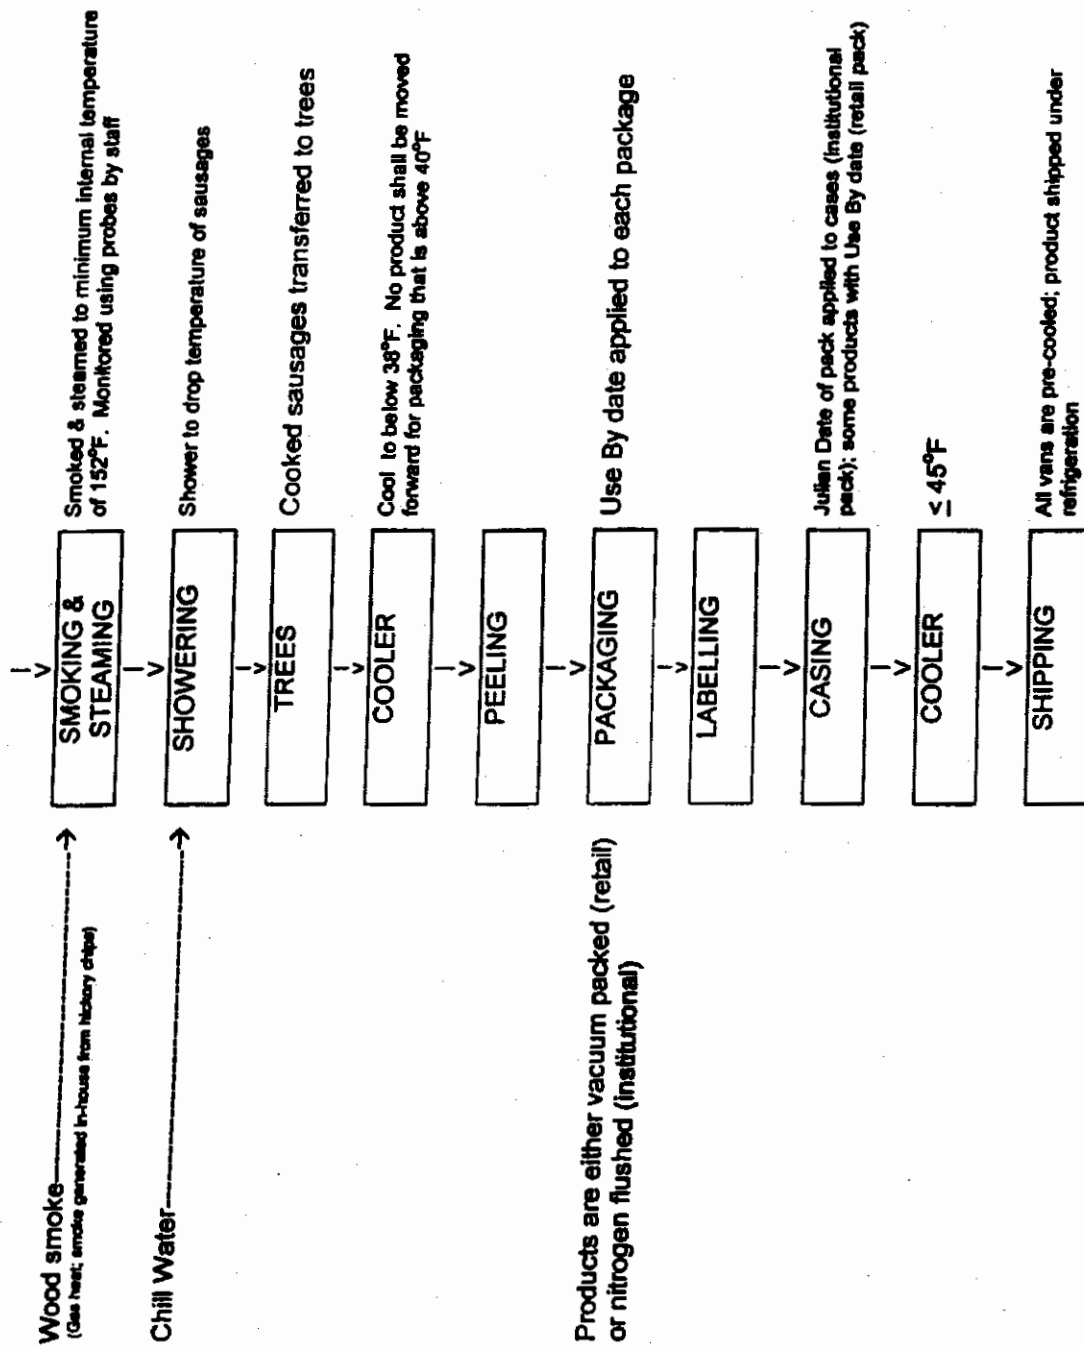 Wood smoke
(Gas heat; smoke generated in-house from hickory chips)
SMOKING &
STEAMING
Smoked & steamed to minimum internal temperature
of 152°F. Monitored using probes by staff
Chill Water
SHOWERING
Shower to drop temperature of sausages
TREES
Cooked sausages transferred to trees
COOLER
Cool to below 38°F. No product shall be moved
forward for packaging that is above 40°F
PEELING
Products are either vacuum packed (retail)
or nitrogen flushed (institutional)
PACKAGING
Use By date applied to each package
LABELLING
CASING
Julian Date of pack applied to cases (institutional
pack); some products with Use By date (retail pack)
COOLER
≤ 45°F
SHIPPING
All vans are pre-cooled; product shipped under
refrigeration